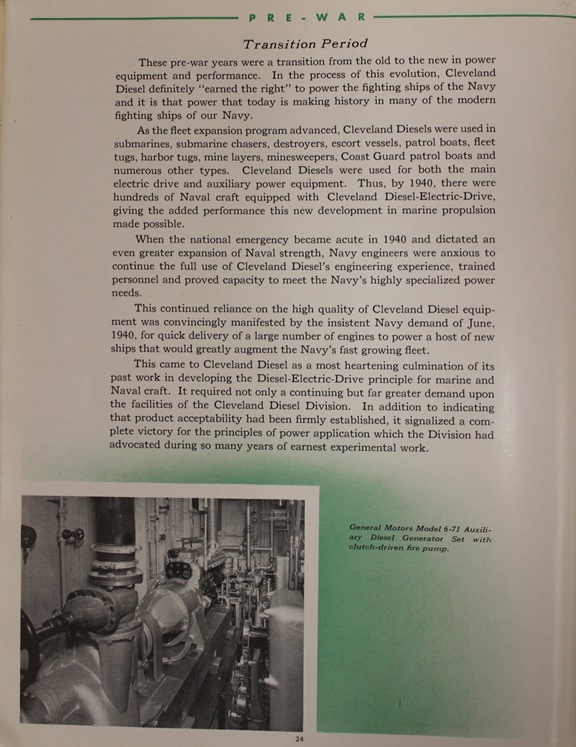 PRE-WAR
Transition Period
These pre-war years were a transition from the old to the new in power
equipment and performance. In the process of this evolution, Cleveland
Diesel definitely "earned the right" to power the fighting ships of the Navy
and it is that power that today is making history in many of the modern
fighting ships of our Navy.
As the fleet expansion program advanced, Cleveland Diesels were used in
submarines, submarine chasers, destroyers, escort vessels, patrol boats, fleet
tugs, harbor tugs, mine layers, minesweepers, Coast Guard patrol boats and
numerous other types. Cleveland Diesels were used for both the main
electric drive and auxiliary power equipment. Thus, by 1940, there were
hundreds of Naval craft equipped with Cleveland Diesel-Electric-Drive,
giving the added performance this new development in marine propulsion
made possible.
When the national emergency became acute in 1940 and dictated an
even greater expansion of Naval strength, Navy engineers were anxious to
continue the full use of Cleveland Diesel's engineering experience, trained
personnel and proved capacity to meet the Navy's highly specialized power
needs.
This continued reliance on the high quality of Cleveland Diesel equip-
ment was convincingly manifested by the insistent Navy demand of June,
1940, for quick delivery of a large number of engines to power a host of new
ships that would greatly augment the Navy's fast growing fleet.
This came to Cleveland Diesel as a most heartening culmination of its
past work in developing the Diesel-Electric-Drive principle for marine and
Naval craft. It required not only a continuing but far greater demand upon
the facilities of the Cleveland Diesel Division. In addition to indicating
that product acceptability had been firmly established, it signalized a com-
plete victory for the principles of power application which the Division had
advocated during so many years of earnest experimental work.
General Motors Model 6-71 Auxili-
ary Diesel Generator Set with
clutch-driven fire pump.
24